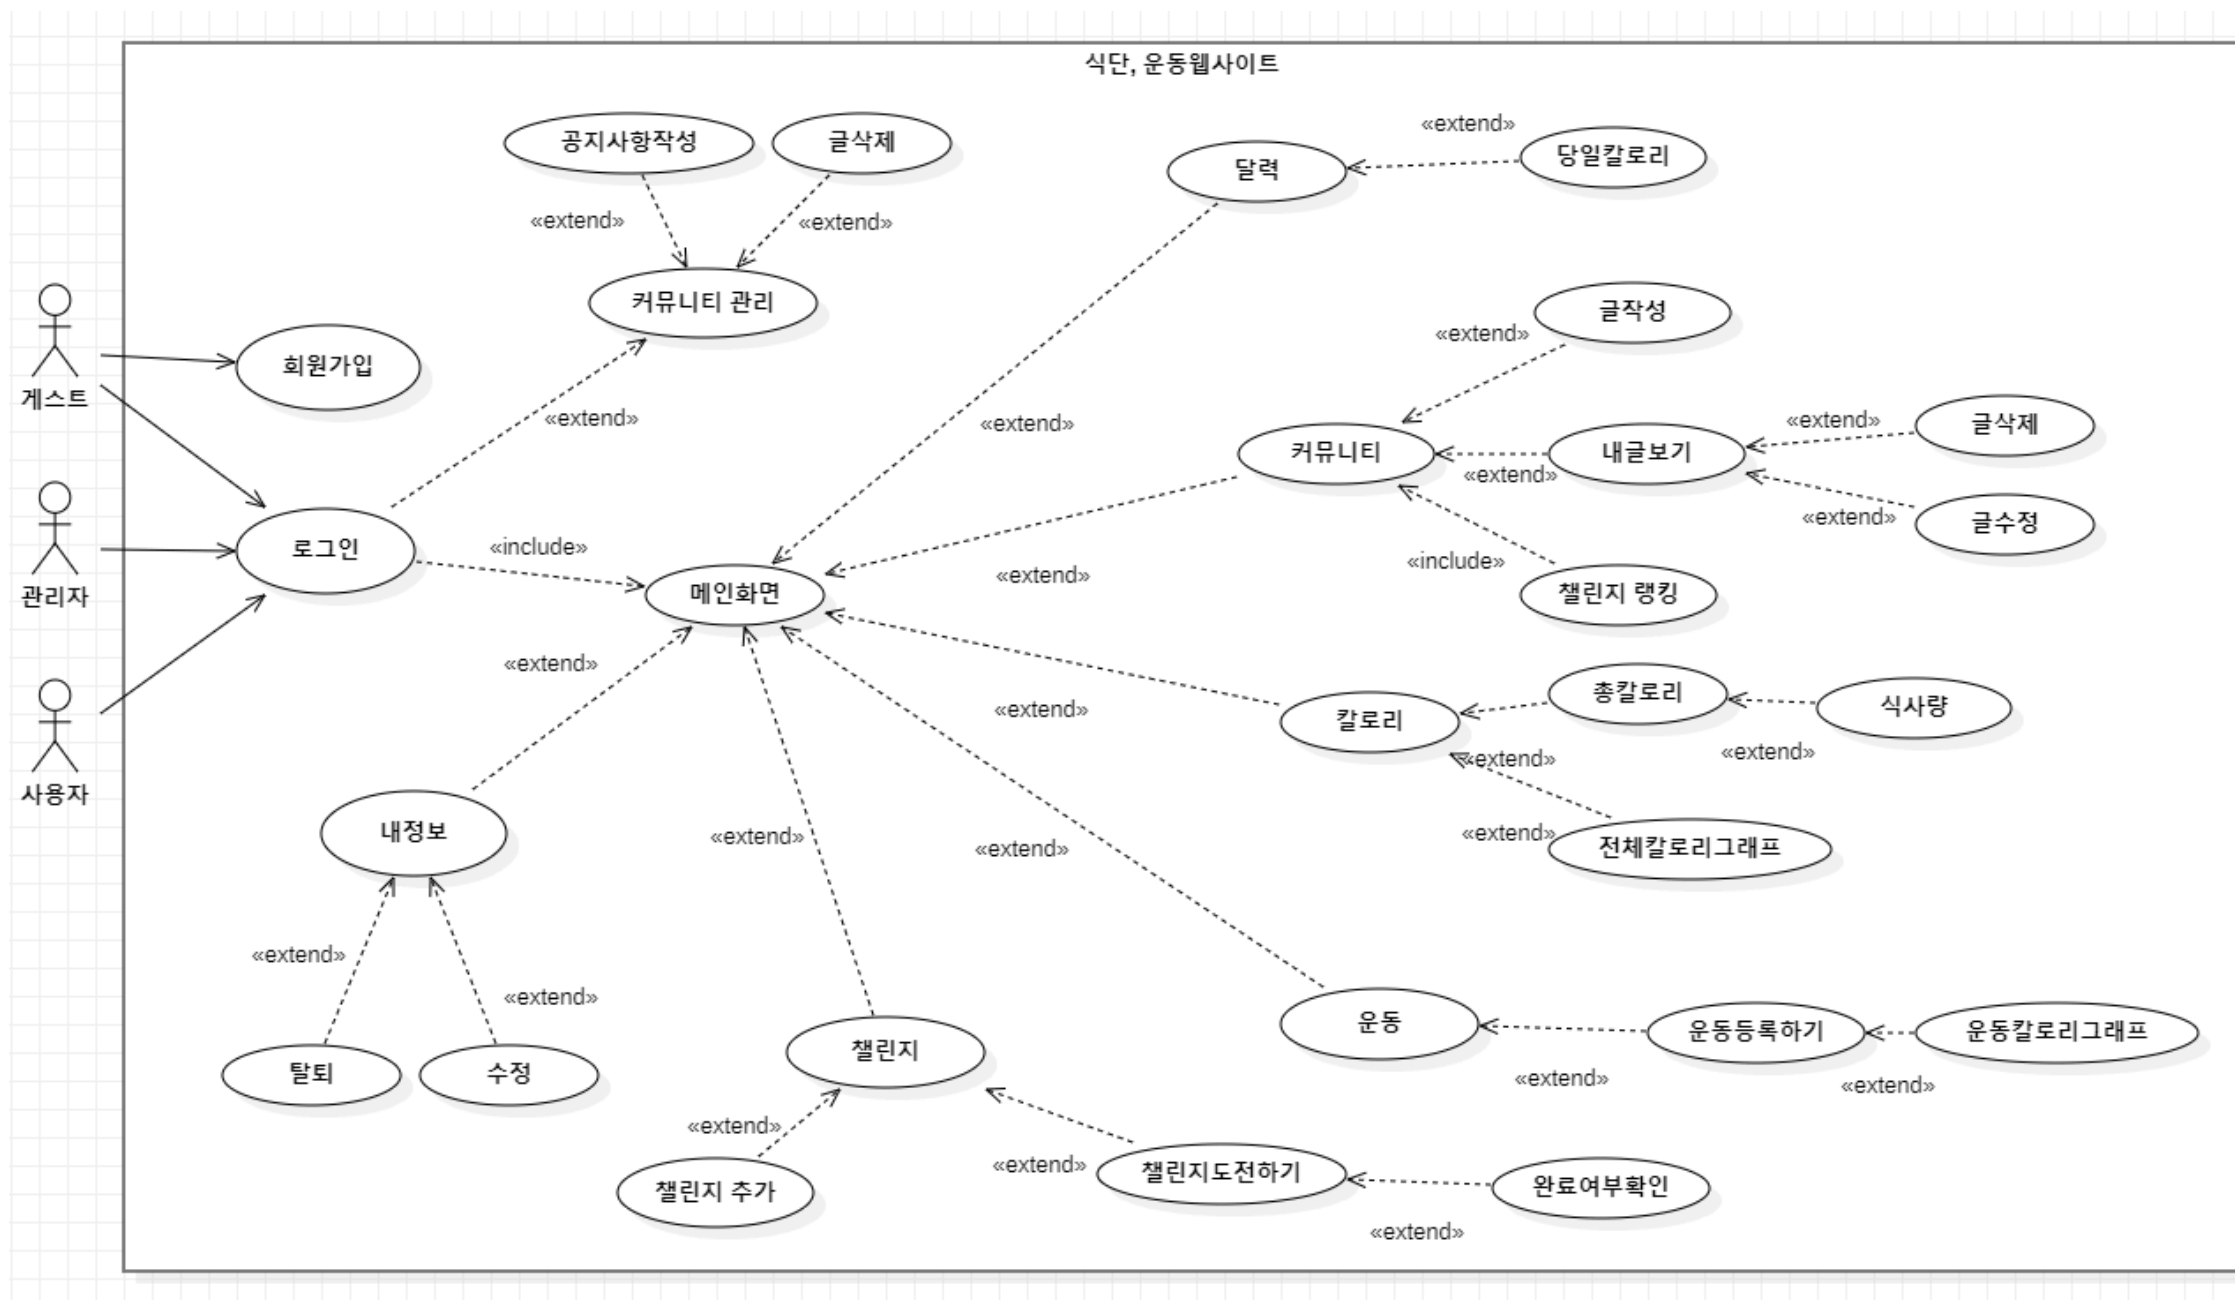 식단, 운동웹사이트
공지사항작성
글삭제
달력
«extend»
당일칼로리
«extend»
«extend»
커뮤니티 관리
게스트
회원가입
«extend»
글작성
«extend»
«extend»
커뮤니티
«extend»
내글보기
«extend»
글삭제
«extend»
글수정
관리자
로그인
«include»
메인화면
«extend»
«include»
챌린지 랭킹
사용자
«extend»
«extend»
칼로리
총칼로리
식사량
«extend»
«extend»
«extend»
전체칼로리그래프
내정보
«extend»
«extend»
«extend»
«extend»
탈퇴
수정
챌린지
운동
운동등록하기
운동칼로리그래프
«extend»
«extend»
«extend»
챌린지 추가
«extend»
챌린지도전하기
완료여부확인
«extend»